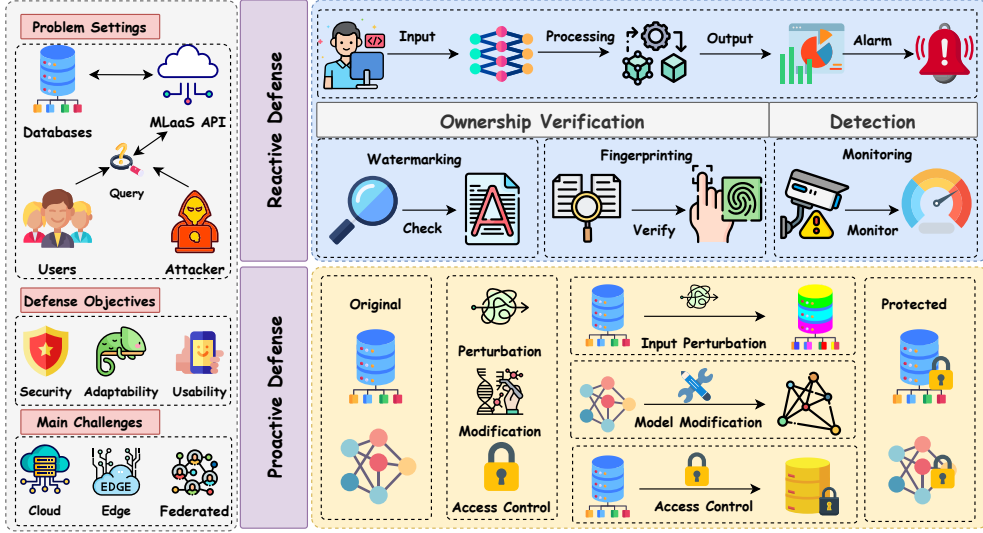 Problem Settings
Databases
MLaaS API
Query
Users
Attacker
Defense Objectives
Security
Adaptability
Usability
Main Challenges
EDGE
Cloud
Edge
Federated
Reactive Defense
Input
Processing
Output
Alarm
Ownership Verification
Detection
Watermarking
Check
A
Fingerprinting
Verify
Monitoring
Monitor
Proactive Defense
Original
Perturbation
Modification
Access Control
Input Perturbation
Model Modification
Access Control
Protected